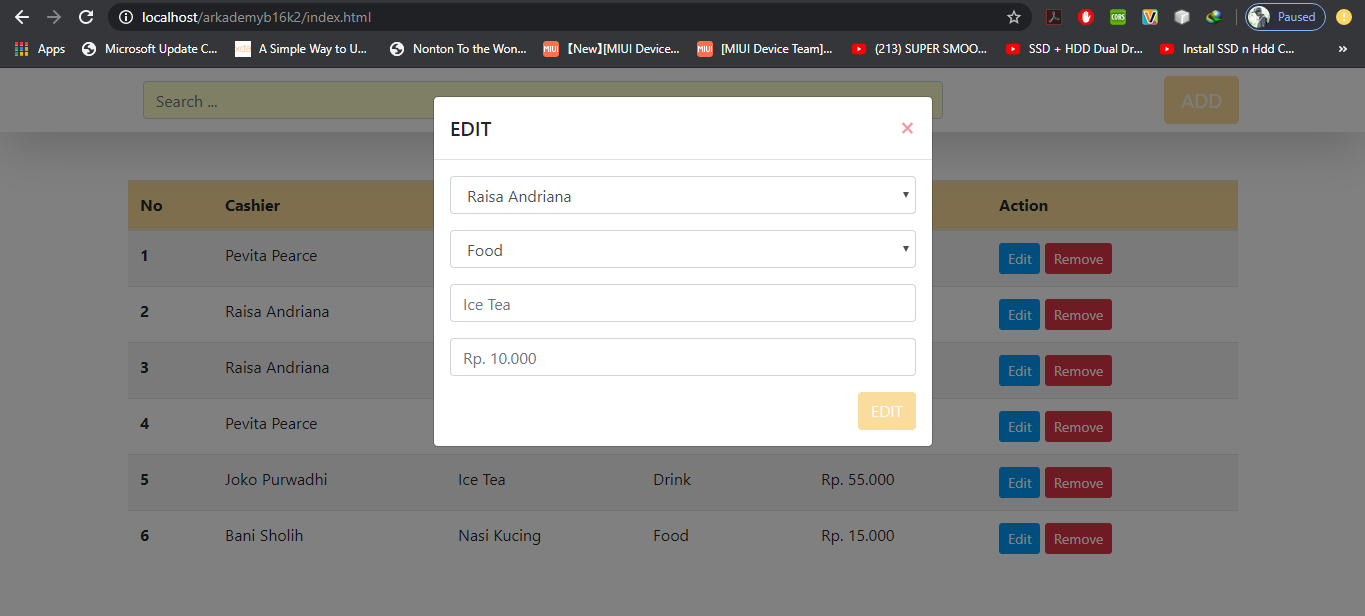 localhost/arkademyb16k2/index.html
CORS
Paused
Apps Microsoft Update C... xda A Simple Way to U... Nonton To the Won... MIUI 【New】[MIUI Device... MIUI [MIUI Device Team]... (213) SUPER SMOO... SSD + HDD Dual Dr... Install SSD n Hdd C... »
Search ... ADD
EDIT ×
Raisa Andriana
Food
Ice Tea
Rp. 10.000
EDIT
No Cashier Action
1 Pevita Pearce Edit Remove
2 Raisa Andriana Edit Remove
3 Raisa Andriana Edit Remove
4 Pevita Pearce Edit Remove
5 Joko Purwadhi Ice Tea Drink Rp. 55.000 Edit Remove
6 Bani Sholih Nasi Kucing Food Rp. 15.000 Edit Remove